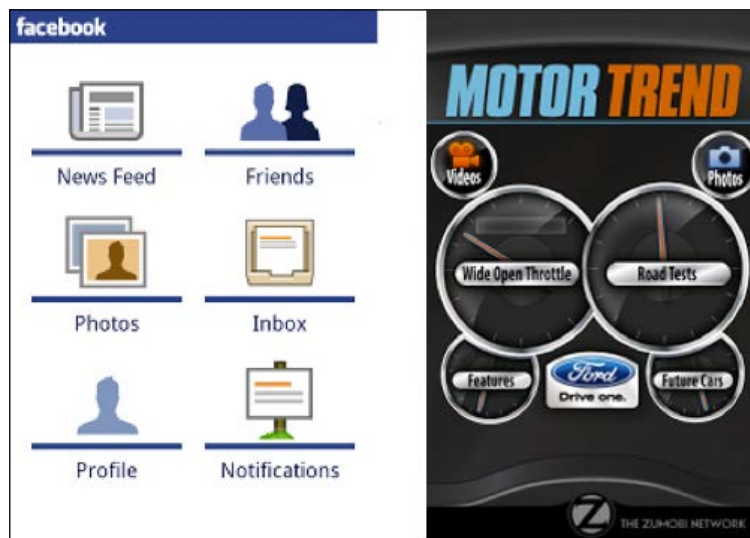 facebook
News Feed
Friends
Photos
Inbox
Profile
Notifications
MOTOR TREND
Videos
Photos
Wide Open Throttle
Road Tests
Features
Ford
Drive one.
Future Cars
Z
THE ZUMOBI NETWORK